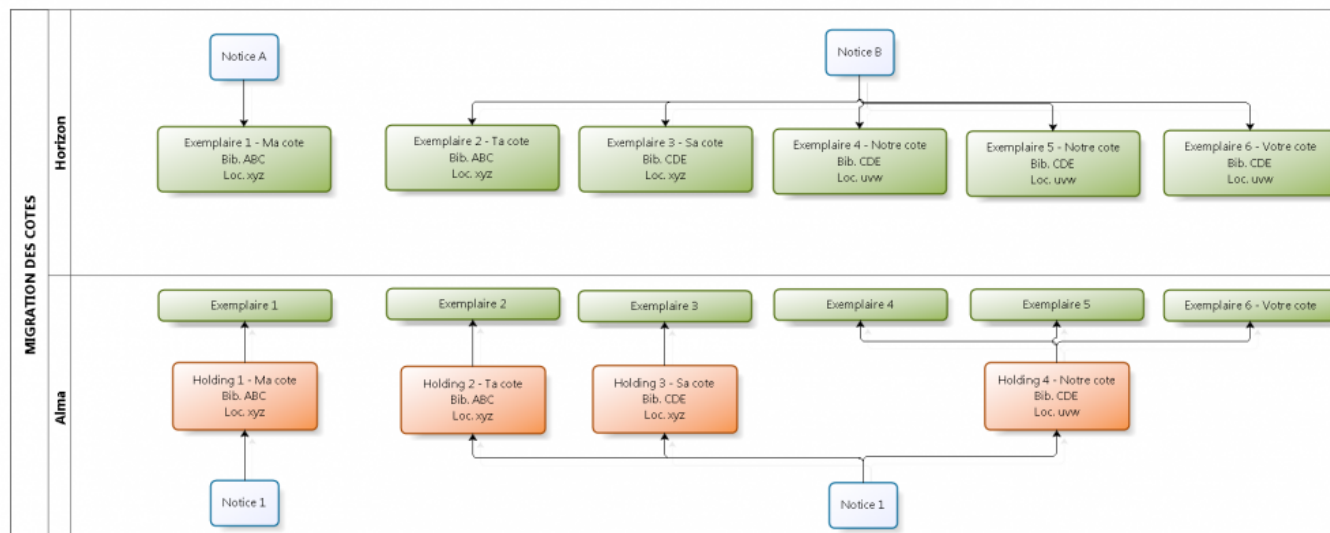 MIGRATION DES COTES
Horizon
Notice A
Notice B
Exemplaire 1 - Ma cote
Bib. ABC
Loc. xyz
Exemplaire 2 - Ta cote
Bib. ABC
Loc. xyz
Exemplaire 3 - Sa cote
Bib. CDE
Loc. xyz
Exemplaire 4 - Notre cote
Bib. CDE
Loc. uvw
Exemplaire 5 - Notre cote
Bib. CDE
Loc. uvw
Exemplaire 6 - Votre cote
Bib. CDE
Loc. uvw
Alma
Exemplaire 1
Exemplaire 2
Exemplaire 3
Exemplaire 4
Exemplaire 5
Exemplaire 6 - Votre cote
Holding 1 - Ma cote
Bib. ABC
Loc. xyz
Holding 2 - Ta cote
Bib. ABC
Loc. xyz
Holding 3 - Sa cote
Bib. CDE
Loc. xyz
Holding 4 - Notre cote
Bib. CDE
Loc. uvw
Notice 1
Notice 1